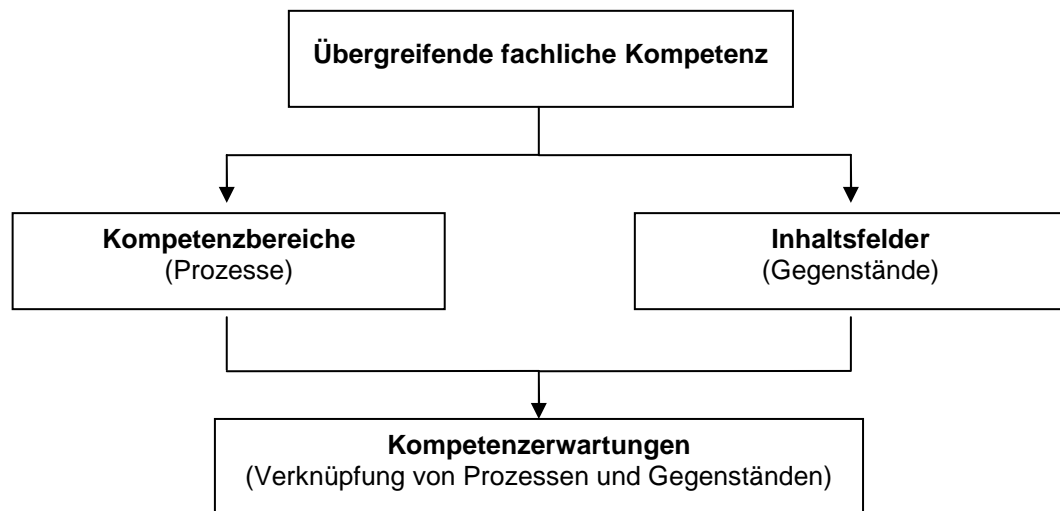 Übergreifende fachliche Kompetenz
Kompetenzbereiche
(Prozesse)
Inhaltsfelder
(Gegenstände)
Kompetenzerwartungen
(Verknüpfung von Prozessen und Gegenständen)